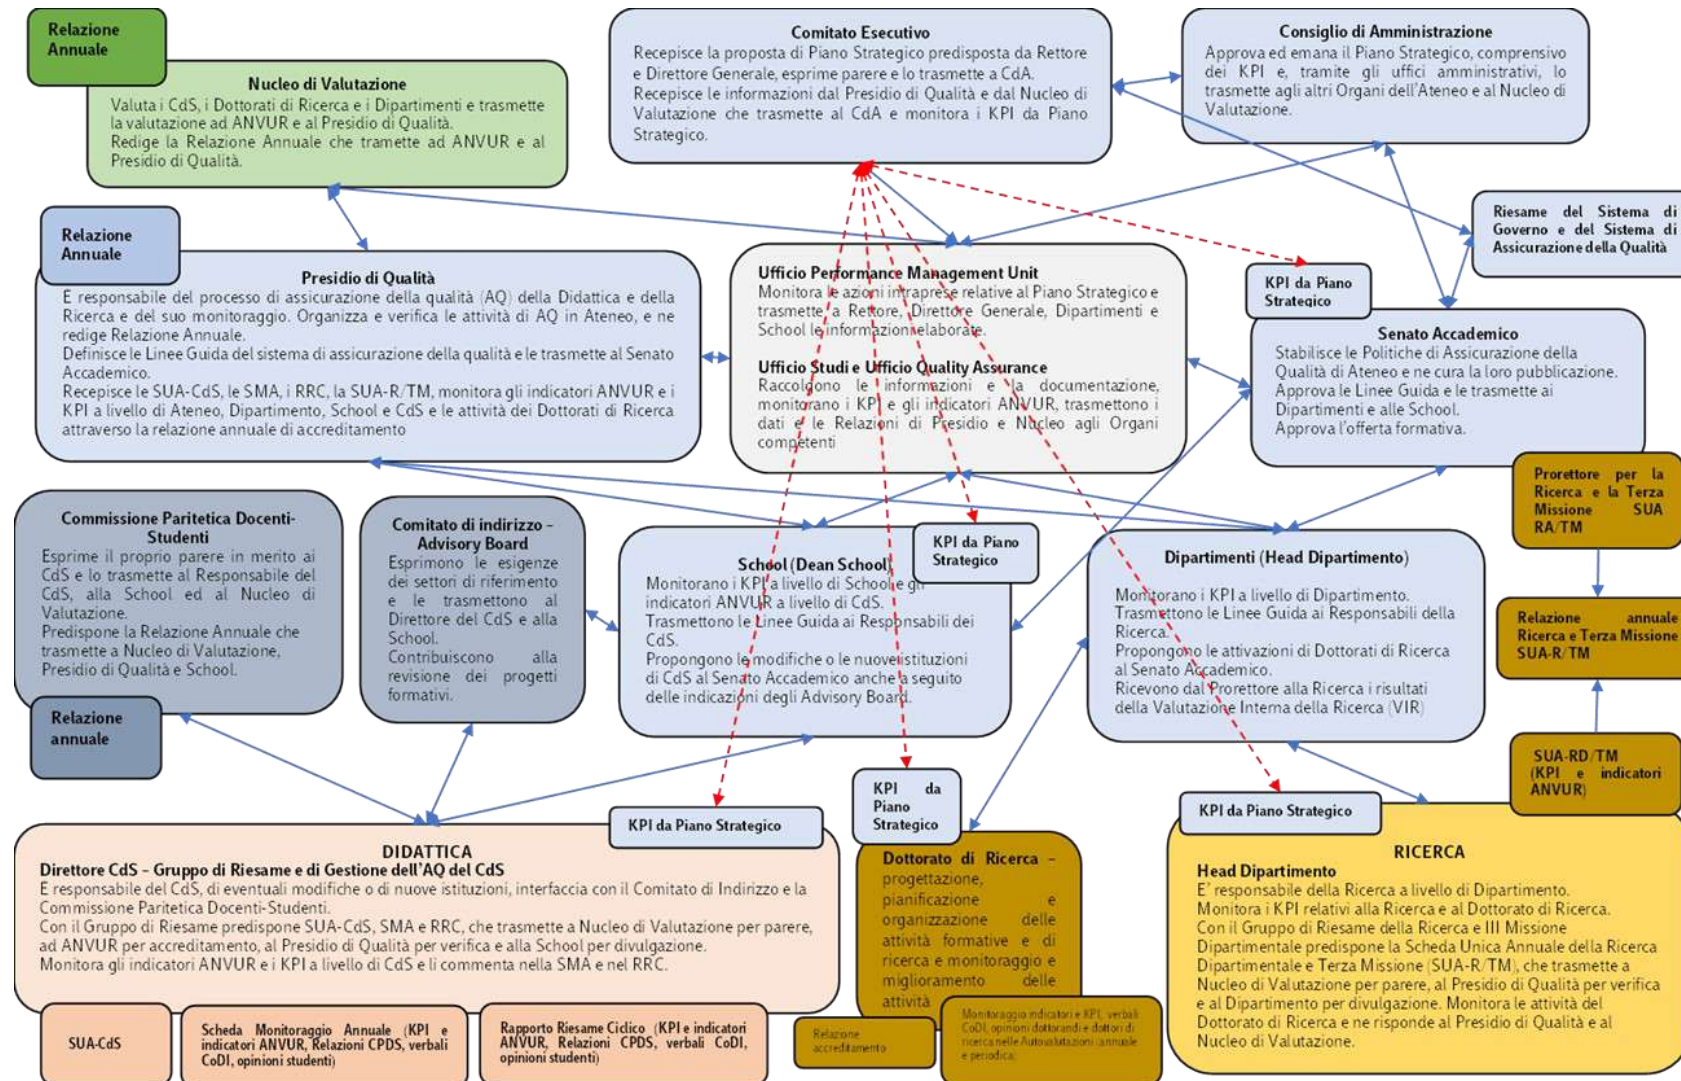 Relazione
Annuale
Nucleo di Valutazione
Valuta i CdS, i Dottorati di Ricerca e i Dipartimenti e trasmette
la valutazione ad ANVUR e al Presidio di Qualità.
Redige la Relazione Annuale che tramette ad ANVUR e al
Presidio di Qualità.
Comitato Esecutivo
Recepisce la proposta di Piano Strategico predisposta da Rettore
e Direttore Generale, esprime parere e lo trasmette a CdA.
Recepisce le informazioni dal Presidio di Qualità e dal Nucleo di
Valutazione che trasmette al CdA e monitora i KPI da Piano
Strategico.
Consiglio di Amministrazione
Approva ed emana il Piano Strategico, comprensivo
dei KPI e, tramite gli uffici amministrativi, lo
trasmette agli altri Organi dell'Ateneo e al Nucleo di
Valutazione.
Riesame del Sistema di
Governo e del Sistema di
Assicurazione della Qualità
Relazione
Annuale
Presidio di Qualità
È responsabile del processo di assicurazione della qualità (AQ) della Didattica e della
Ricerca e del suo monitoraggio. Organizza e verifica le attività di AQ in Ateneo, e ne
redige Relazione Annuale.
Definisce le Linee Guida del sistema di assicurazione della qualità e le trasmette al Senato
Accademico.
Recepisce le SUA-CdS, le SMA, i RRC, la SUA-R/TM, monitora gli indicatori ANVUR e i
KPI a livello di Ateneo, Dipartimento, School e CdS e le attività dei Dottorati di Ricerca
attraverso la relazione annuale di accreditamento
Ufficio Performance Management Unit
Monitora le azioni intraprese relative al Piano Strategico e
trasmette a Rettore, Direttore Generale, Dipartimenti e
School le informazioni elaborate.
Ufficio Studi e Ufficio Quality Assurance
Raccolgono le informazioni e la documentazione,
monitorano i KPI e gli indicatori ANVUR, trasmettono i
dati e le Relazioni di Presidio e Nucleo agli Organi
competenti
KPI da Piano
Strategico
Senato Accademico
Stabilisce le Politiche di Assicurazione della
Qualità di Ateneo e ne cura la loro pubblicazione.
Approva le Linee Guida e le trasmette ai
Dipartimenti e alle School.
Approva l'offerta formativa.
Commissione Paritetica Docenti-
Studenti
Esprime il proprio parere in merito ai
CdS e lo trasmette al Responsabile del
CdS, alla School ed al Nucleo di
Valutazione.
Predispone la Relazione Annuale che
trasmette a Nucleo di Valutazione,
Presidio di Qualità e School.
Relazione
annuale
Comitato di indirizzo –
Advisory Board
Esprimono le esigenze
dei settori di riferimento
e le trasmettono al
Direttore del CdS e alla
School.
Contribuiscono alla
revisione dei progetti
formativi.
KPI da Piano
Strategico
School (Dean School)
Monitorano i KPI a livello di School e gli
indicatori ANVUR a livello di CdS.
Trasmettono le Linee Guida ai Responsabili dei
CdS.
Propongono le modifiche o le nuove istituzioni
di CdS al Senato Accademico anche a seguito
delle indicazioni degli Advisory Board.
Dipartimenti (Head Dipartimento)
Monitorano i KPI a livello di Dipartimento.
Trasmettono le Linee Guida ai Responsabili della
Ricerca.
Propongono le attivazioni di Dottorati di Ricerca
al Senato Accademico.
Ricevono dal Prorettore alla Ricerca i risultati
della Valutazione Interna della Ricerca (VIR)
Prorettore per la
Ricerca e la Terza
Missione SUA
RA/TM
Relazione annuale
Ricerca e Terza Missione
SUA-R/TM
SUA-RD/TM
(KPI e indicatori
ANVUR)
KPI da Piano Strategico
DIDATTICA
Direttore CdS – Gruppo di Riesame e di Gestione dell'AQ del CdS
È responsabile del CdS, di eventuali modifiche o di nuove istituzioni, interfaccia con il Comitato di Indirizzo e la
Commissione Paritetica Docenti-Studenti.
Con il Gruppo di Riesame predispone SUA-CdS, SMA e RRC, che trasmette a Nucleo di Valutazione per parere,
ad ANVUR per accreditamento, al Presidio di Qualità per verifica e alla School per divulgazione.
Monitora gli indicatori ANVUR e i KPI a livello di CdS e li commenta nella SMA e nel RRC.
SUA-CdS
Scheda Monitoraggio Annuale (KPI e
indicatori ANVUR, Relazioni CPDS, verbali
CoDI, opinioni studenti)
Rapporto Riesame Ciclico (KPI e indicatori
ANVUR, Relazioni CPDS, verbali CoDI,
opinioni studenti)
KPI da
Piano
Strategico
Dottorato di Ricerca –
progettazione,
pianificazione e
organizzazione delle
attività formative e di
ricerca e monitoraggio e
miglioramento delle
attività
Relazione
accreditamento
Monitoraggio indicatori e KPI, verbali
CoDI, opinioni dottorandi e dottori di
ricerca nelle Autovalutazioni (annuale
e periodica)
KPI da Piano Strategico
RICERCA
Head Dipartimento
E' responsabile della Ricerca a livello di Dipartimento.
Monitora i KPI relativi alla Ricerca e al Dottorato di Ricerca.
Con il Gruppo di Riesame della Ricerca e III Missione
Dipartimentale predispone la Scheda Unica Annuale della Ricerca
Dipartimentale e Terza Missione (SUA-R/TM), che trasmette a
Nucleo di Valutazione per parere, al Presidio di Qualità per verifica
e al Dipartimento per divulgazione. Monitora le attività del
Dottorato di Ricerca e ne risponde al Presidio di Qualità e al
Nucleo di Valutazione.